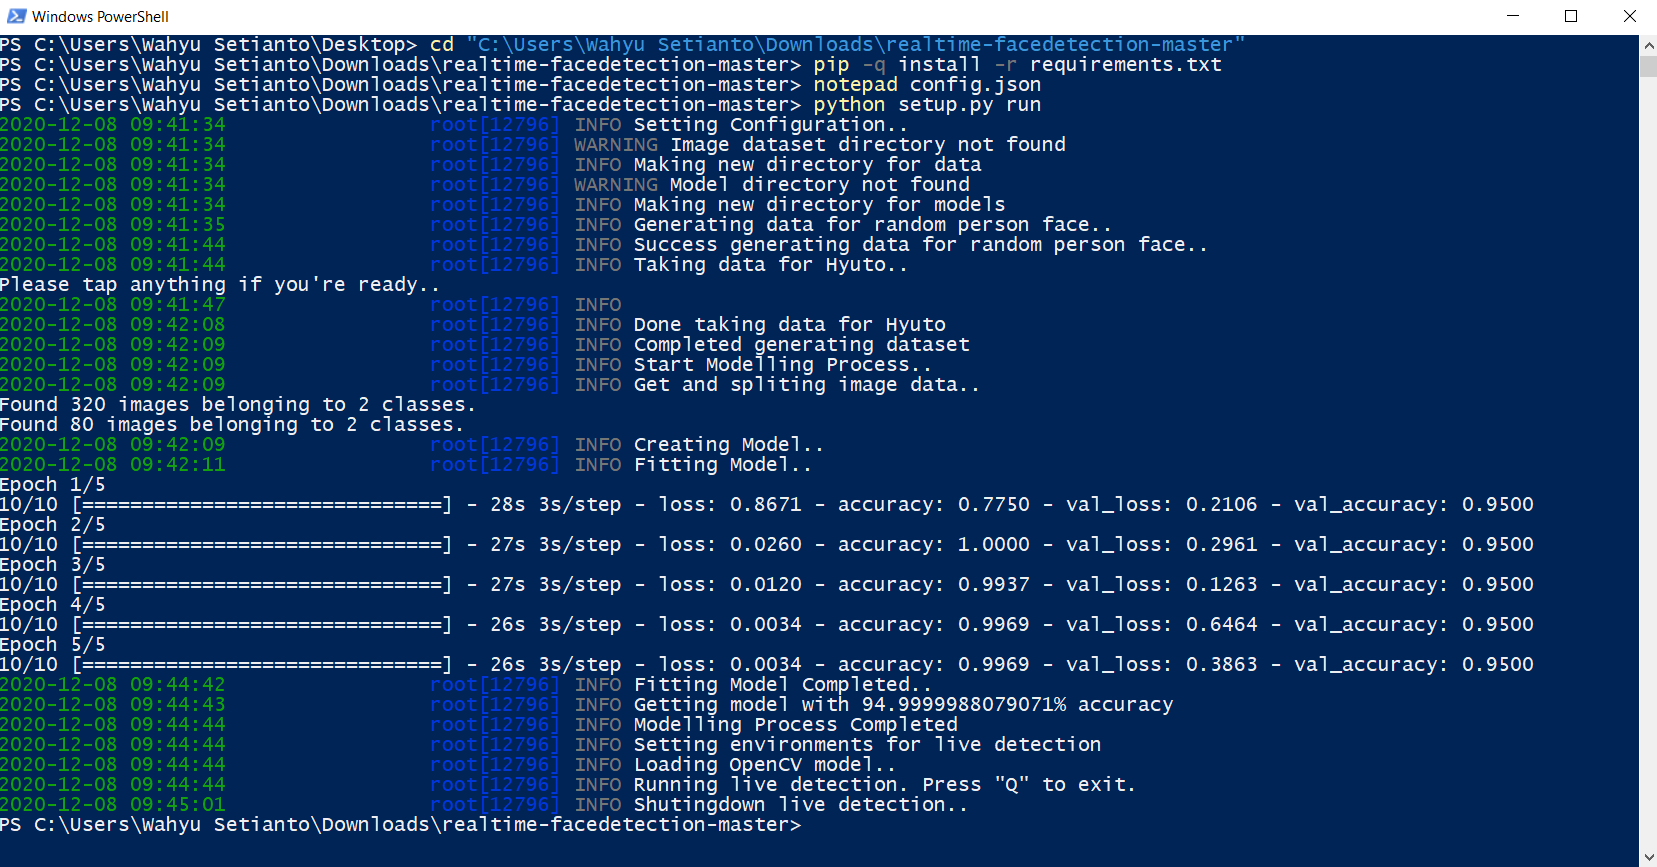 Windows PowerShell
PS C:\Users\Wahyu Setianto\Desktop> cd "C:\Users\Wahyu Setianto\Downloads\realtime-facedetection-master"
PS C:\Users\Wahyu Setianto\Downloads\realtime-facedetection-master> pip -q install -r requirements.txt
PS C:\Users\Wahyu Setianto\Downloads\realtime-facedetection-master> notepad config.json
PS C:\Users\Wahyu Setianto\Downloads\realtime-facedetection-master> python setup.py run
2020-12-08 09:41:34 root[12796] INFO Setting Configuration..
2020-12-08 09:41:34 root[12796] WARNING Image dataset directory not found
2020-12-08 09:41:34 root[12796] INFO Making new directory for data
2020-12-08 09:41:34 root[12796] WARNING Model directory not found
2020-12-08 09:41:34 root[12796] INFO Making new directory for models
2020-12-08 09:41:35 root[12796] INFO Generating data for random person face..
2020-12-08 09:41:44 root[12796] INFO Success generating data for random person face..
2020-12-08 09:41:44 root[12796] INFO Taking data for Hyuto..
Please tap anything if you're ready..
2020-12-08 09:41:47 root[12796] INFO
2020-12-08 09:42:08 root[12796] INFO Done taking data for Hyuto
2020-12-08 09:42:09 root[12796] INFO Completed generating dataset
2020-12-08 09:42:09 root[12796] INFO Start Modelling Process..
2020-12-08 09:42:09 root[12796] INFO Get and spliting image data..
Found 320 images belonging to 2 classes.
Found 80 images belonging to 2 classes.
2020-12-08 09:42:09 root[12796] INFO Creating Model..
2020-12-08 09:42:11 root[12796] INFO Fitting Model..
Epoch 1/5
10/10 [==============================] - 28s 3s/step - loss: 0.8671 - accuracy: 0.7750 - val_loss: 0.2106 - val_accuracy: 0.9500
Epoch 2/5
10/10 [==============================] - 27s 3s/step - loss: 0.0260 - accuracy: 1.0000 - val_loss: 0.2961 - val_accuracy: 0.9500
Epoch 3/5
10/10 [==============================] - 27s 3s/step - loss: 0.0120 - accuracy: 0.9937 - val_loss: 0.1263 - val_accuracy: 0.9500
Epoch 4/5
10/10 [==============================] - 26s 3s/step - loss: 0.0034 - accuracy: 0.9969 - val_loss: 0.6464 - val_accuracy: 0.9500
Epoch 5/5
10/10 [==============================] - 26s 3s/step - loss: 0.0034 - accuracy: 0.9969 - val_loss: 0.3863 - val_accuracy: 0.9500
2020-12-08 09:44:42 root[12796] INFO Fitting Model Completed..
2020-12-08 09:44:43 root[12796] INFO Getting model with 94.9999988079071% accuracy
2020-12-08 09:44:44 root[12796] INFO Modelling Process Completed
2020-12-08 09:44:44 root[12796] INFO Setting environments for live detection
2020-12-08 09:44:44 root[12796] INFO Loading OpenCV model..
2020-12-08 09:44:44 root[12796] INFO Running live detection. Press "Q" to exit.
2020-12-08 09:45:01 root[12796] INFO Shutingdown live detection..
PS C:\Users\Wahyu Setianto\Downloads\realtime-facedetection-master>